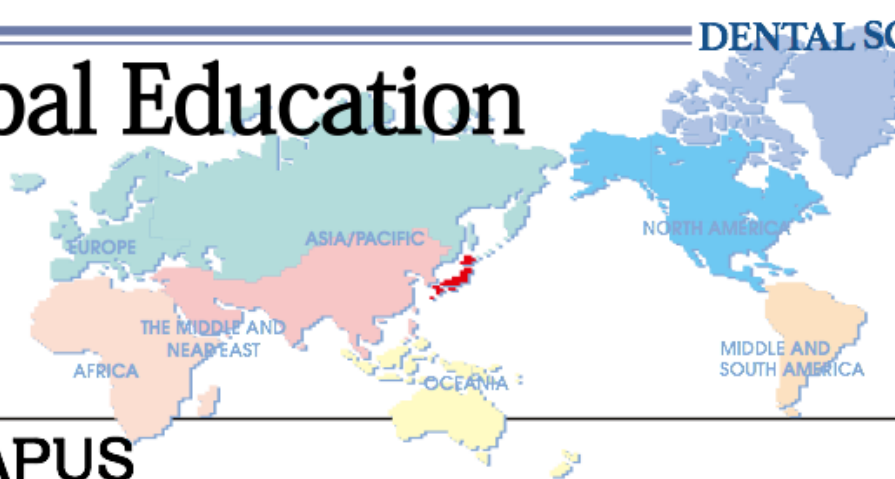 DENTAL SC
bal Education
ASIA/PACIFIC
NORTH AMERICA
EUROPE
THE MIDDLE AND
NEAR EAST
MIDDLE AND
SOUTH AMERICA
AFRICA
OCEANIA
APUS